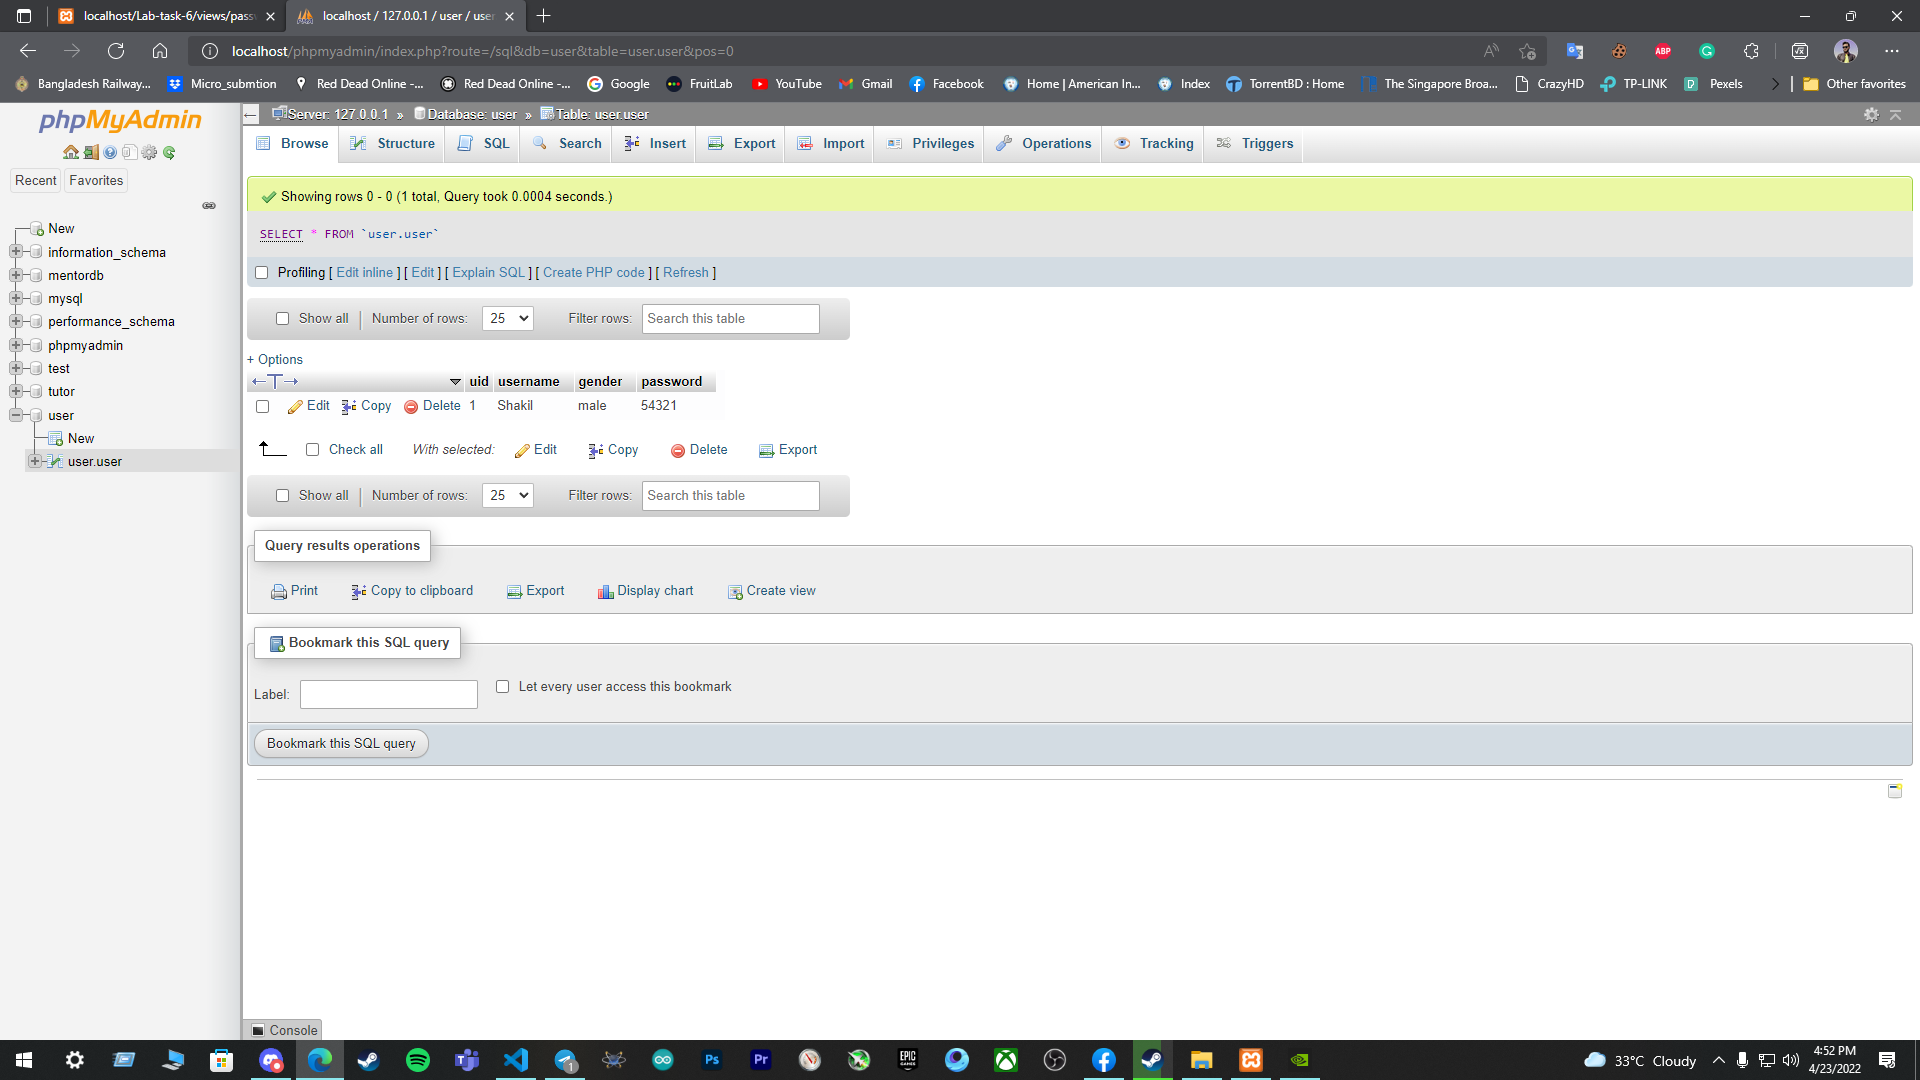 localhost/Lab-task-6/views/pass
localhost / 127.0.0.1 / user / user
localhost/phpmyadmin/index.php?route=/sql&db=user&table=user.user&pos=0
Bangladesh Railway... Micro_submtion Red Dead Online -... Red Dead Online -... Google FruitLab YouTube Gmail Facebook Home | American In... Index TorrentBD : Home The Singapore Broa... CrazyHD TP-LINK Pexels Other favorites
phpMyAdmin
Recent Favorites
New
information_schema
mentordb
mysql
performance_schema
phpmyadmin
test
tutor
user
New
user.user
Server: 127.0.0.1 » Database: user » Table: user.user
Browse Structure SQL Search Insert Export Import Privileges Operations Tracking Triggers
Showing rows 0 - 0 (1 total, Query took 0.0004 seconds.)
SELECT * FROM `user.user`
Profiling [ Edit inline ] [ Edit ] [ Explain SQL ] [ Create PHP code ] [ Refresh ]
Show all Number of rows: 25 Filter rows: Search this table
+ Options
uid username gender password
Edit Copy Delete 1 Shakil male 54321
Check all With selected: Edit Copy Delete Export
Show all Number of rows: 25 Filter rows: Search this table
Query results operations
Print Copy to clipboard Export Display chart Create view
Bookmark this SQL query
Label: Let every user access this bookmark
Bookmark this SQL query
Console
33°C Cloudy
4:52 PM
4/23/2022